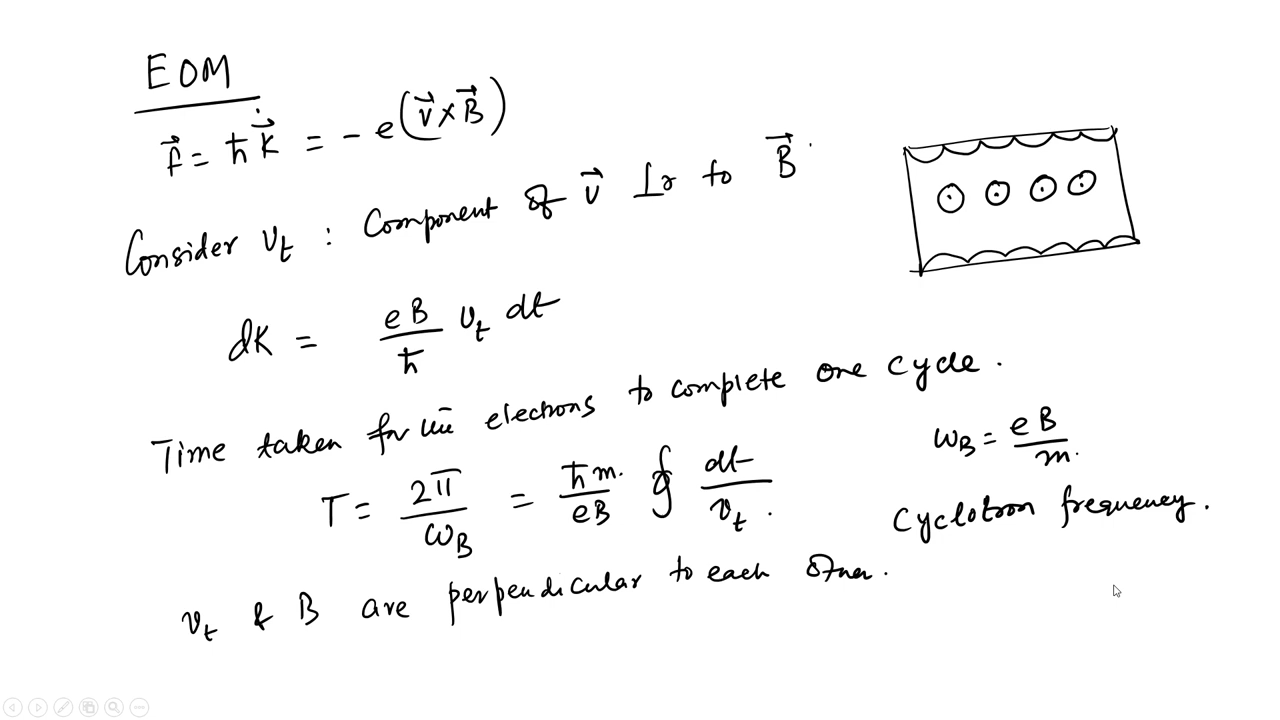 EOM
f⃗ = ħ k⃗̇ = - e(v⃗ × B⃗)
Consider v_t : Component of v⃗ ⊥r to B⃗
dk = eB/ħ v_t dt
Time taken for the electrons to complete one cycle.
T = 2π/ω_B = ħm./eB ∮ dt/v_t.
ω_B = eB/m.
Cyclotron frequency.
v_t & B are perpendicular to each other.